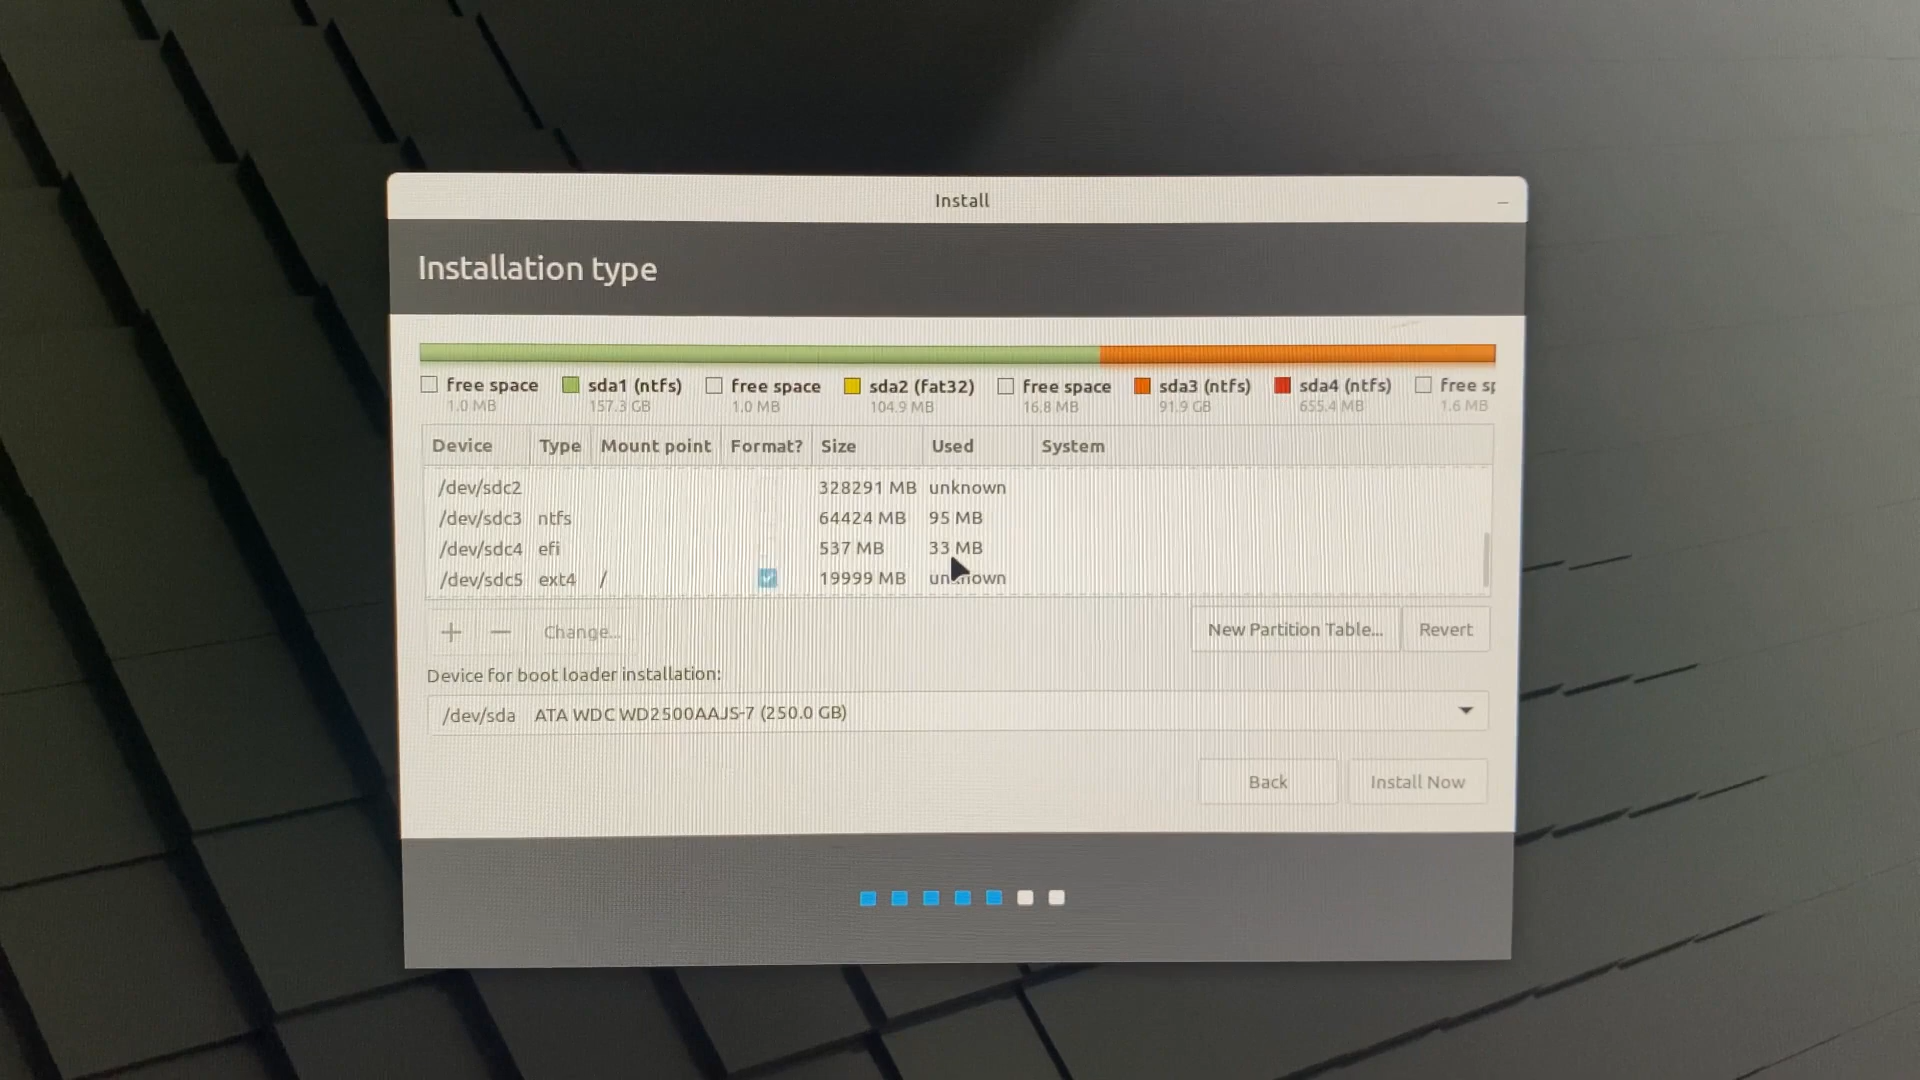 Install
Installation type
free space sda1 (ntfs) free space sda2 (fat32) free space sda3 (ntfs) sda4 (ntfs) free sp
1.0 MB 157.3 GB 1.0 MB 104.9 MB 16.8 MB 91.9 GB 655.4 MB 1.6 MB
Device Type Mount point Format? Size Used System
/dev/sdc2 328291 MB unknown
/dev/sdc3 ntfs 64424 MB 95 MB
/dev/sdc4 efi 537 MB 33 MB
/dev/sdc5 ext4 / 19999 MB unknown
+ − Change... New Partition Table... Revert
Device for boot loader installation:
/dev/sda ATA WDC WD2500AAJS-7 (250.0 GB)
Back Install Now